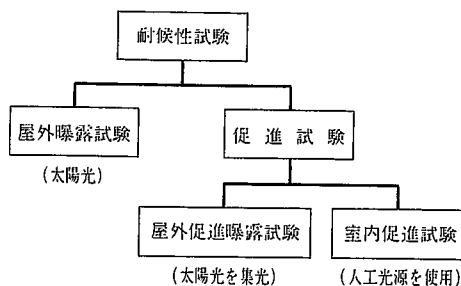 耐候性試験
屋外曝露試験
促進試験
(太陽光)
屋外促進曝露試験
室内促進試験
(太陽光を集光)
(人工光源を使用)